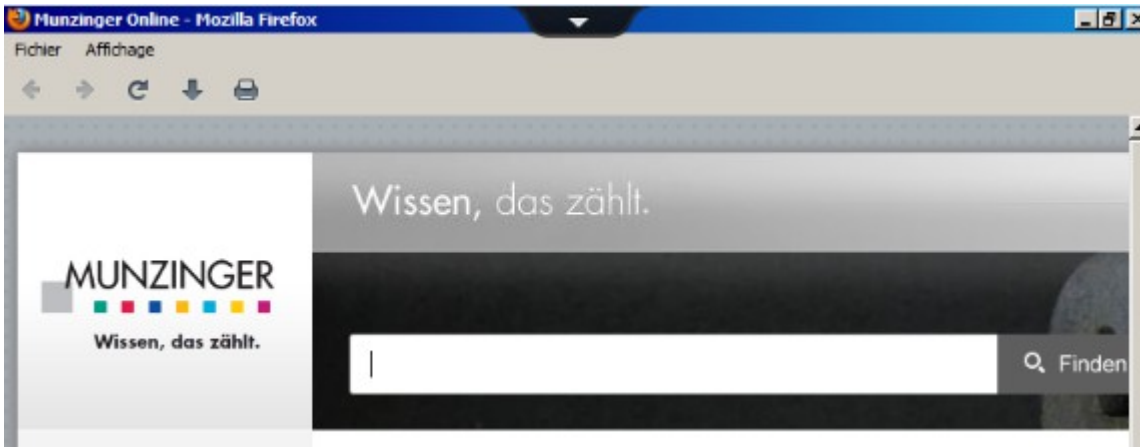 Munzinger Online - Mozilla Firefox
Fichier Affichage
Wissen, das zählt.
MUNZINGER
Wissen, das zählt.
Finden